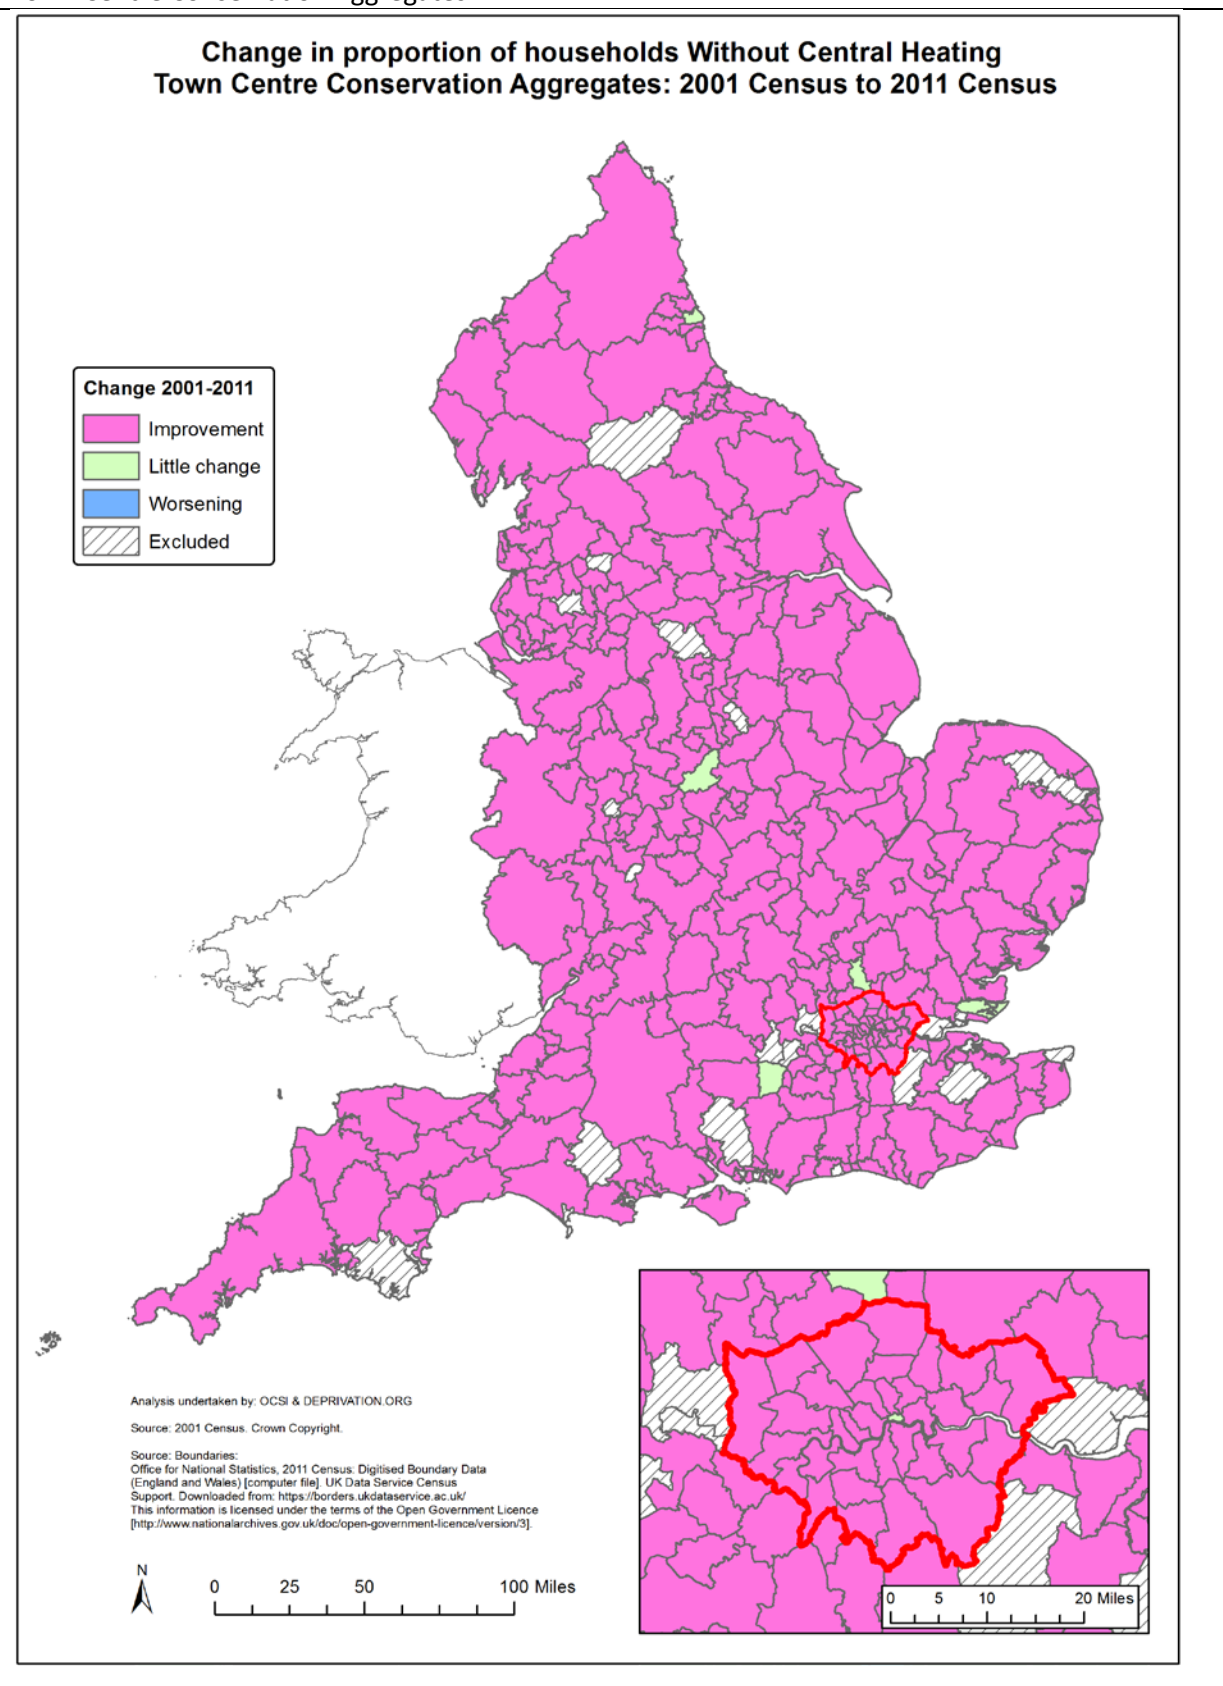 Change in proportion of households Without Central Heating
Town Centre Conservation Aggregates: 2001 Census to 2011 Census
Change 2001-2011
Improvement
Little change
Worsening
Excluded
Analysis undertaken by: OCSI & DEPRIVATION.ORG
Source: 2001 Census. Crown Copyright.
Source: Boundaries:
Office for National Statistics, 2011 Census: Digitised Boundary Data
(England and Wales) [computer file]. UK Data Service Census
Support. Downloaded from: https://borders.ukdataservice.ac.uk/
This information is licensed under the terms of the Open Government Licence
[http://www.nationalarchives.gov.uk/doc/open-government-licence/version/3].
N
0 25 50 100 Miles
0 5 10 20 Miles